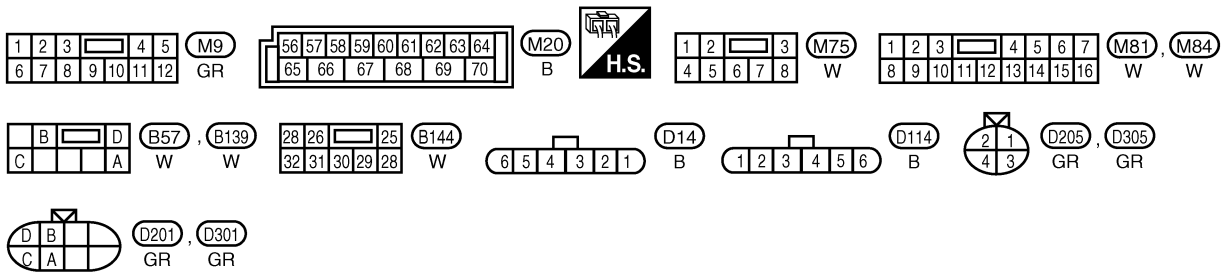 1 2 3 4 5 M9
6 7 8 9 10 11 12 GR
56 57 58 59 60 61 62 63 64 M20
65 66 67 68 69 70 B
H.S.
1 2 3 M75
4 5 6 7 8 W
1 2 3 4 5 6 7 M81 , M84
8 9 10 11 12 13 14 15 16 W W
B D B57 , B139
C A W W
28 26 25 B144
32 31 30 29 28 W
6 5 4 3 2 1 D14
B
1 2 3 4 5 6 D114
B
2 1 D205 , D305
4 3 GR GR
D B D201 , D301
C A GR GR